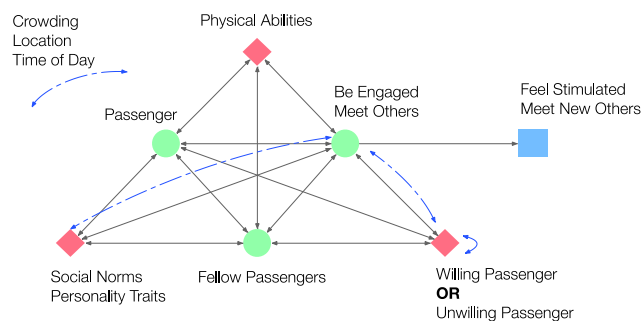 Crowding
Location
Time of Day
Physical Abilities
Passenger
Be Engaged
Meet Others
Feel Stimulated
Meet New Others
Social Norms
Personality Traits
Fellow Passengers
Willing Passenger
OR
Unwilling Passenger